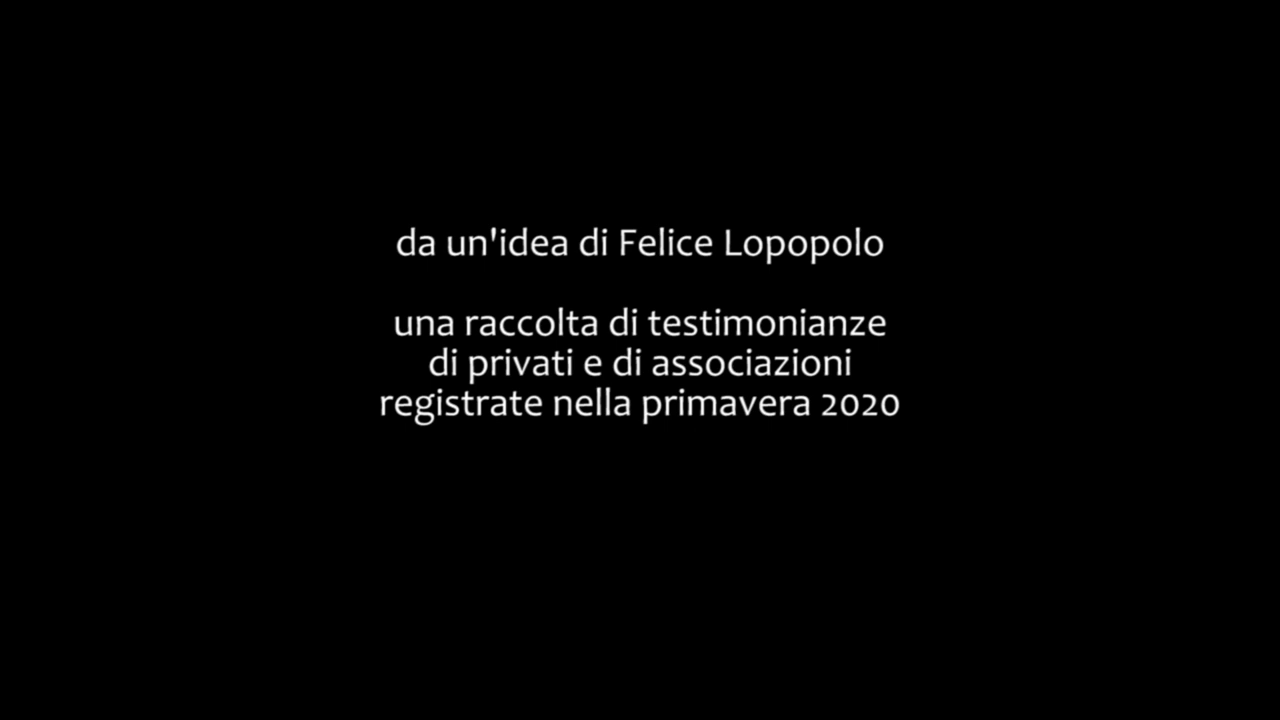 da un'idea di Felice Lopopolo
una raccolta di testimonianze
di privati e di associazioni
registrate nella primavera 2020